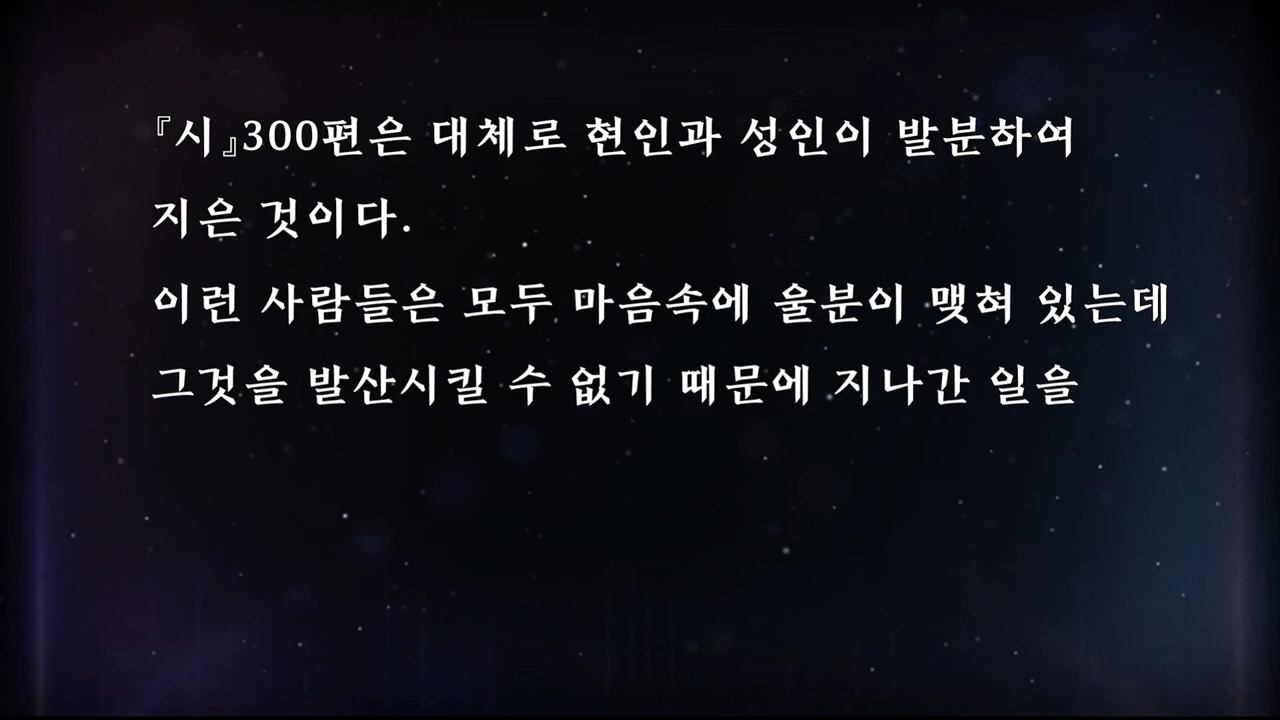 『시』300편은 대체로 현인과 성인이 발분하여
지은 것이다.
이런 사람들은 모두 마음속에 울분이 맺혀 있는데
그것을 발산시킬 수 없기 때문에 지나간 일을